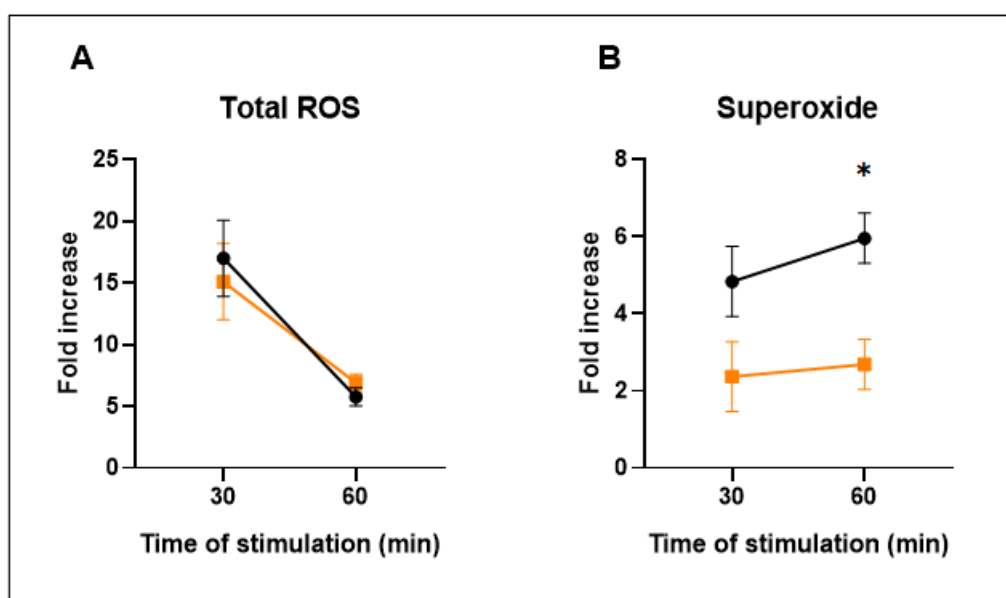 A
Total ROS
25
20
15
10
5
0
Fold increase
30 60
Time of stimulation (min)
B
Superoxide
*
8
6
4
2
0
Fold increase
30 60
Time of stimulation (min)